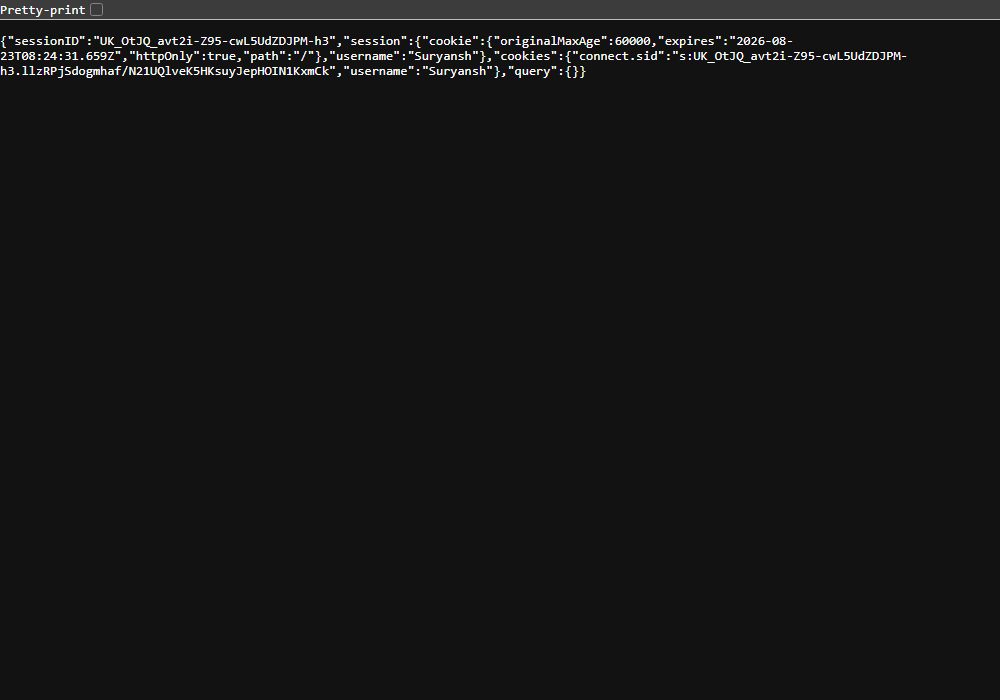 Pretty-print
{"sessionID":"UK_OtJQ_avt2i-Z95-cwL5UdZDJPM-h3","session":{"cookie":{"originalMaxAge":60000,"expires":"2026-08-
23T08:24:31.659Z","httpOnly":true,"path":"/"},"username":"Suryansh"},"cookies":{"connect.sid":"s:UK_OtJQ_avt2i-Z95-cwL5UdZDJPM-
h3.llzRPjSdogmhaf/N21UQlveK5HKsuyJepHOIN1KxmCk","username":"Suryansh"},"query":{}}